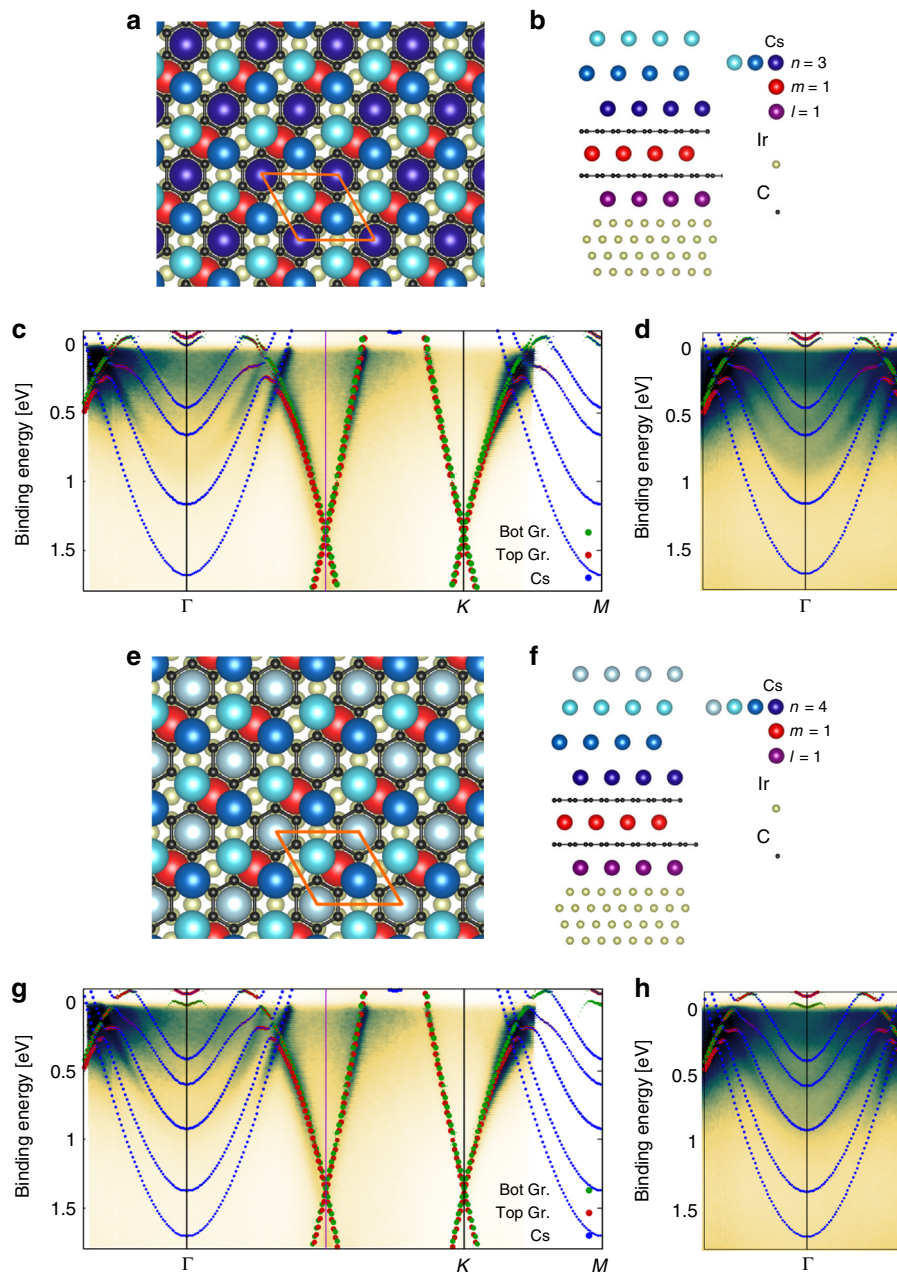 a
b
Cs
n = 3
m = 1
l = 1
Ir
C
c
d
Binding energy [eV]
0
0.5
1
1.5
Bot Gr.
Top Gr.
Cs
Γ
K
M
Binding energy [eV]
0
0.5
1
1.5
Γ
e
f
Cs
n = 4
m = 1
l = 1
Ir
C
g
h
Binding energy [eV]
0
0.5
1
1.5
Bot Gr.
Top Gr.
Cs
Γ
K
M
Binding energy [eV]
0
0.5
1
1.5
Γ